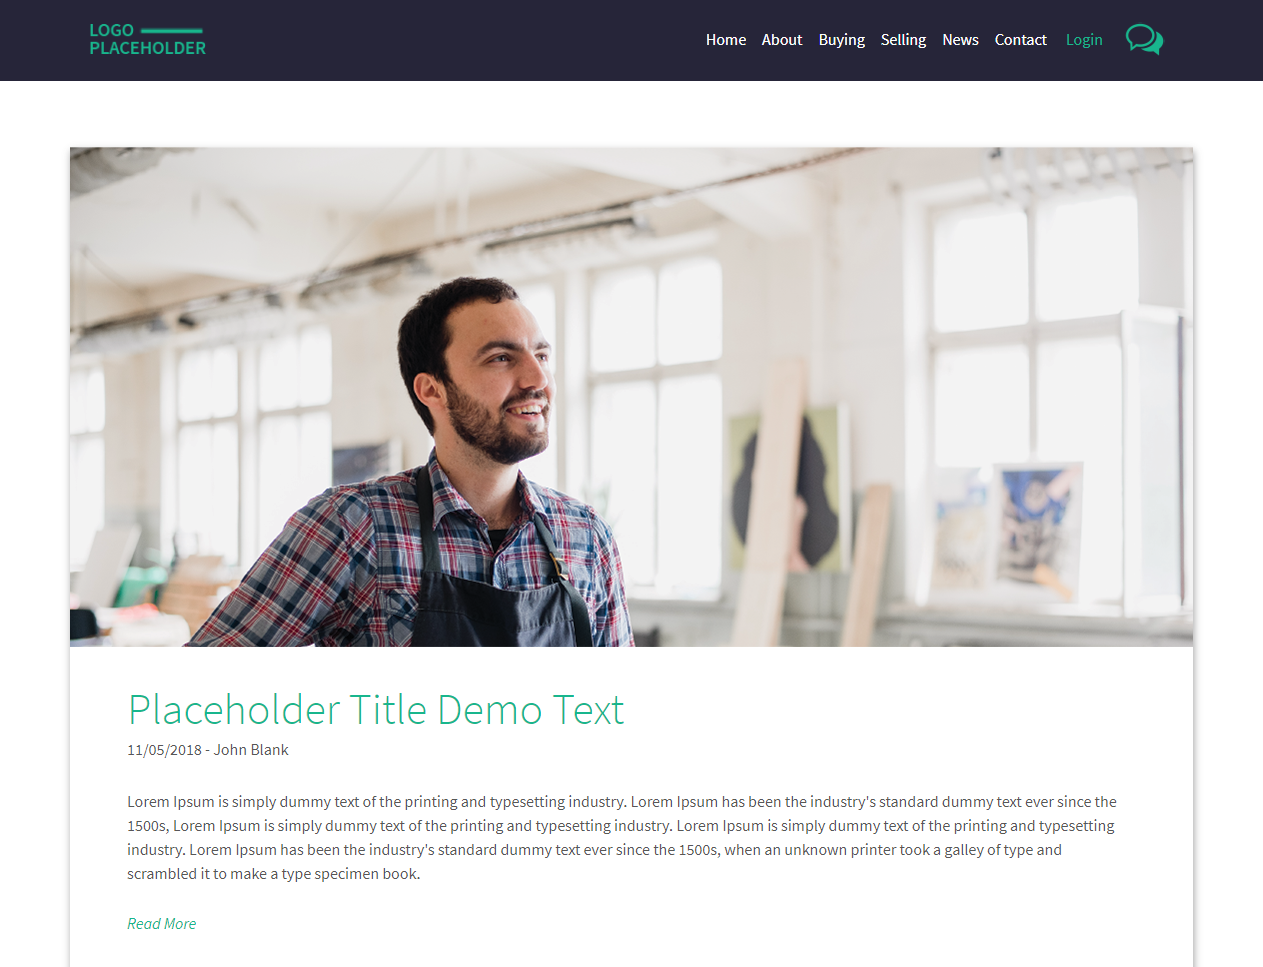 LOGO
PLACEHOLDER
Home About Buying Selling News Contact Login
Placeholder Title Demo Text
11/05/2018 - John Blank
Lorem Ipsum is simply dummy text of the printing and typesetting industry. Lorem Ipsum has been the industry's standard dummy text ever since the
1500s, Lorem Ipsum is simply dummy text of the printing and typesetting industry. Lorem Ipsum is simply dummy text of the printing and typesetting
industry. Lorem Ipsum has been the industry's standard dummy text ever since the 1500s, when an unknown printer took a galley of type and
scrambled it to make a type specimen book.
Read More